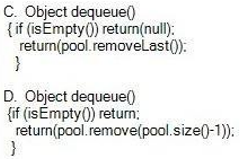 C. Object dequeue()
{ if (isEmpty()) return(null);
return(pool.removeLast());
}
D. Object dequeue()
{if (isEmpty()) return;
return(pool.remove(pool.size()-1));
}